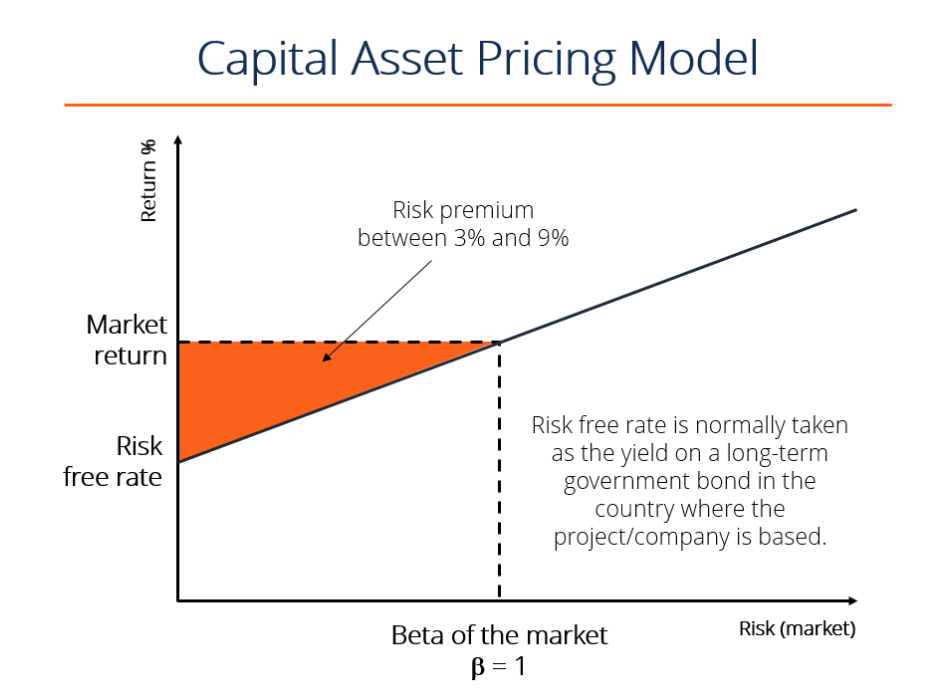 Capital Asset Pricing Model
Return %
Risk premium
between 3% and 9%
Market
return
Risk
free rate
Risk free rate is normally taken
as the yield on a long-term
government bond in the
country where the
project/company is based.
Beta of the market
β = 1
Risk (market)